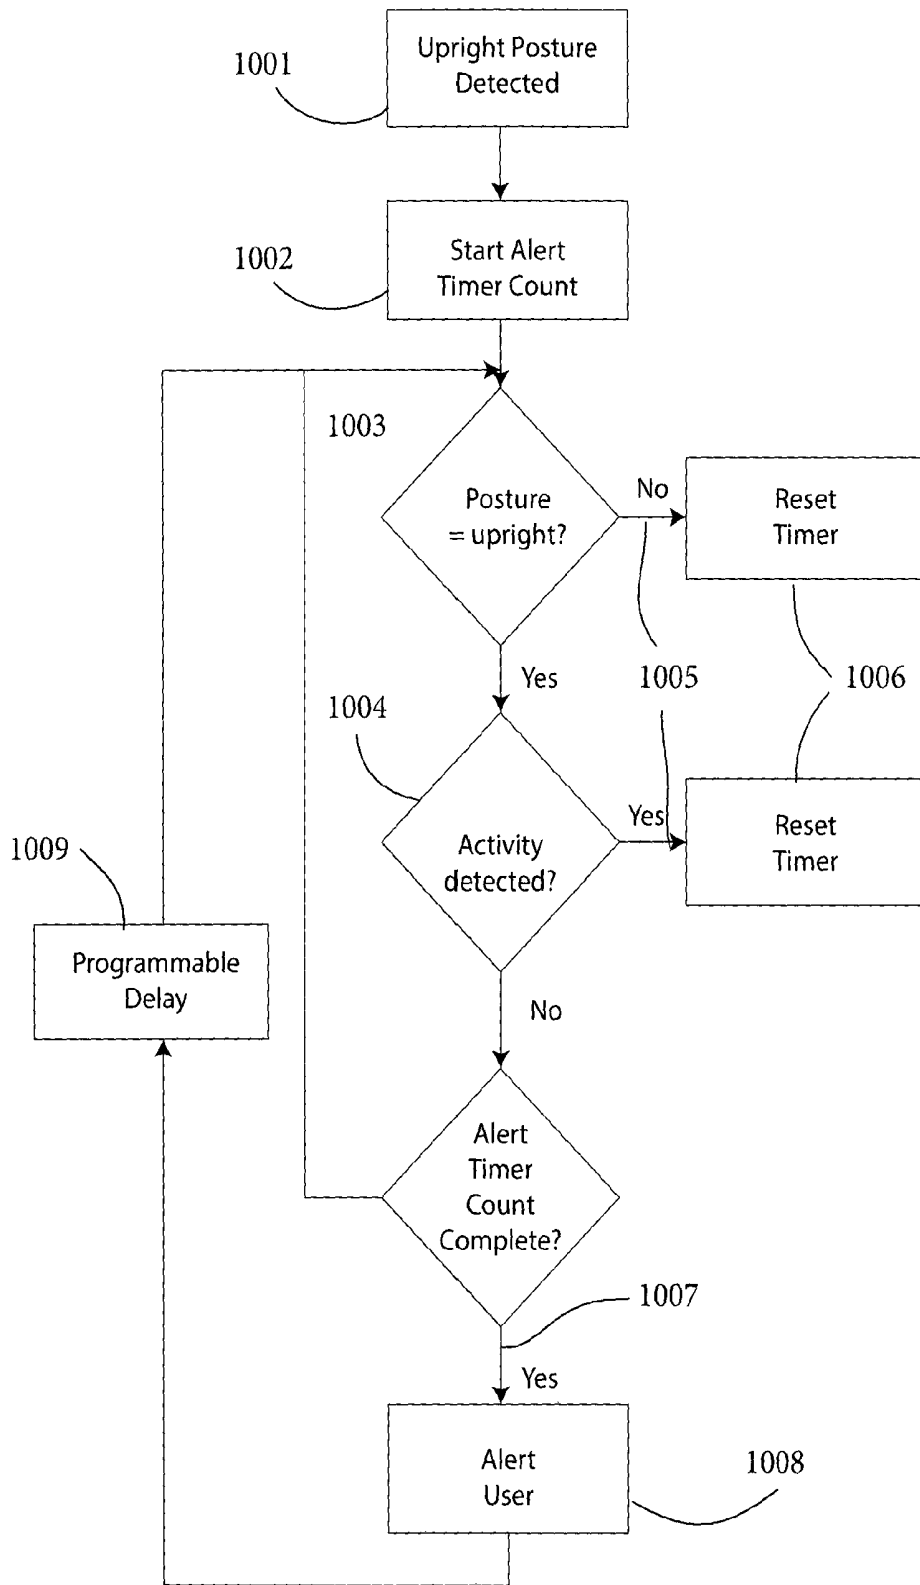 Upright Posture
Detected
1001
Start Alert
Timer Count
1002
1003
Posture
= upright?
No
Reset
Timer
Yes
1005
1006
1004
Activity
detected?
Yes
Reset
Timer
1009
Programmable
Delay
No
Alert
Timer
Count
Complete?
1007
Yes
Alert
User
1008